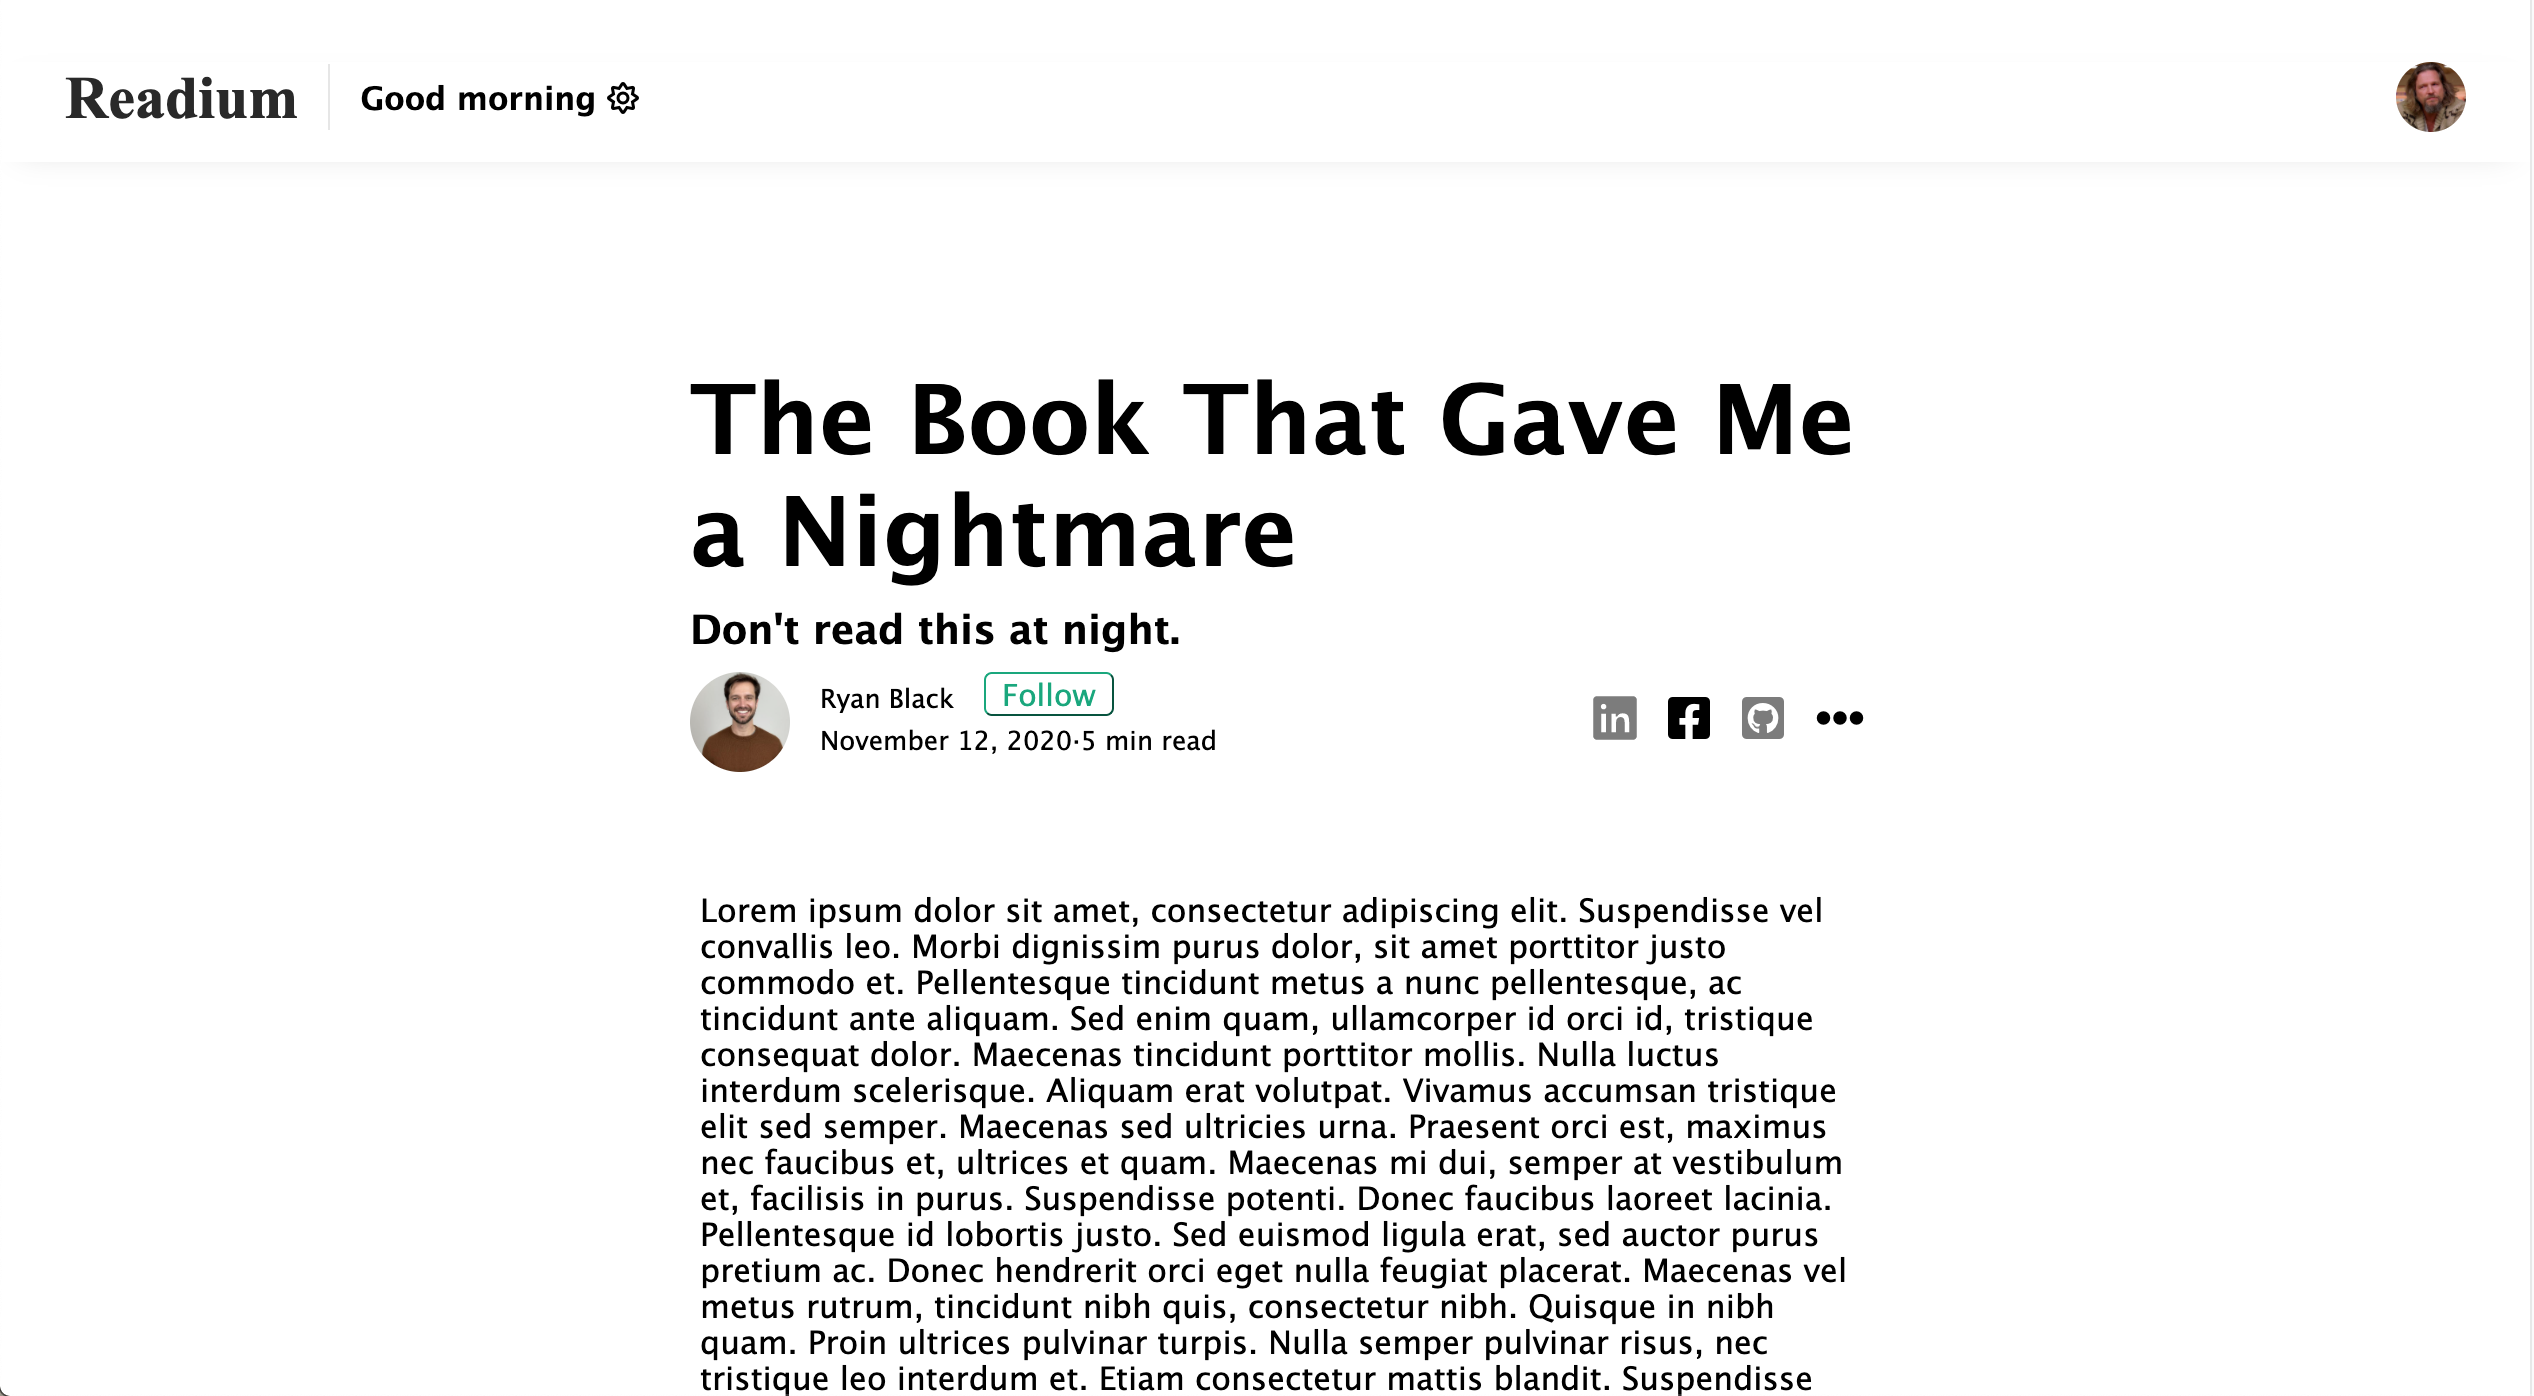 Readium
Good morning
The Book That Gave Me
a Nightmare
Don't read this at night.
Ryan Black
Follow
November 12, 2020·5 min read
in
Lorem ipsum dolor sit amet, consectetur adipiscing elit. Suspendisse vel
convallis leo. Morbi dignissim purus dolor, sit amet porttitor justo
commodo et. Pellentesque tincidunt metus a nunc pellentesque, ac
tincidunt ante aliquam. Sed enim quam, ullamcorper id orci id, tristique
consequat dolor. Maecenas tincidunt porttitor mollis. Nulla luctus
interdum scelerisque. Aliquam erat volutpat. Vivamus accumsan tristique
elit sed semper. Maecenas sed ultricies urna. Praesent orci est, maximus
nec faucibus et, ultrices et quam. Maecenas mi dui, semper at vestibulum
et, facilisis in purus. Suspendisse potenti. Donec faucibus laoreet lacinia.
Pellentesque id lobortis justo. Sed euismod ligula erat, sed auctor purus
pretium ac. Donec hendrerit orci eget nulla feugiat placerat. Maecenas vel
metus rutrum, tincidunt nibh quis, consectetur nibh. Quisque in nibh
quam. Proin ultrices pulvinar turpis. Nulla semper pulvinar risus, nec
tristique leo interdum et. Etiam consectetur mattis blandit. Suspendisse